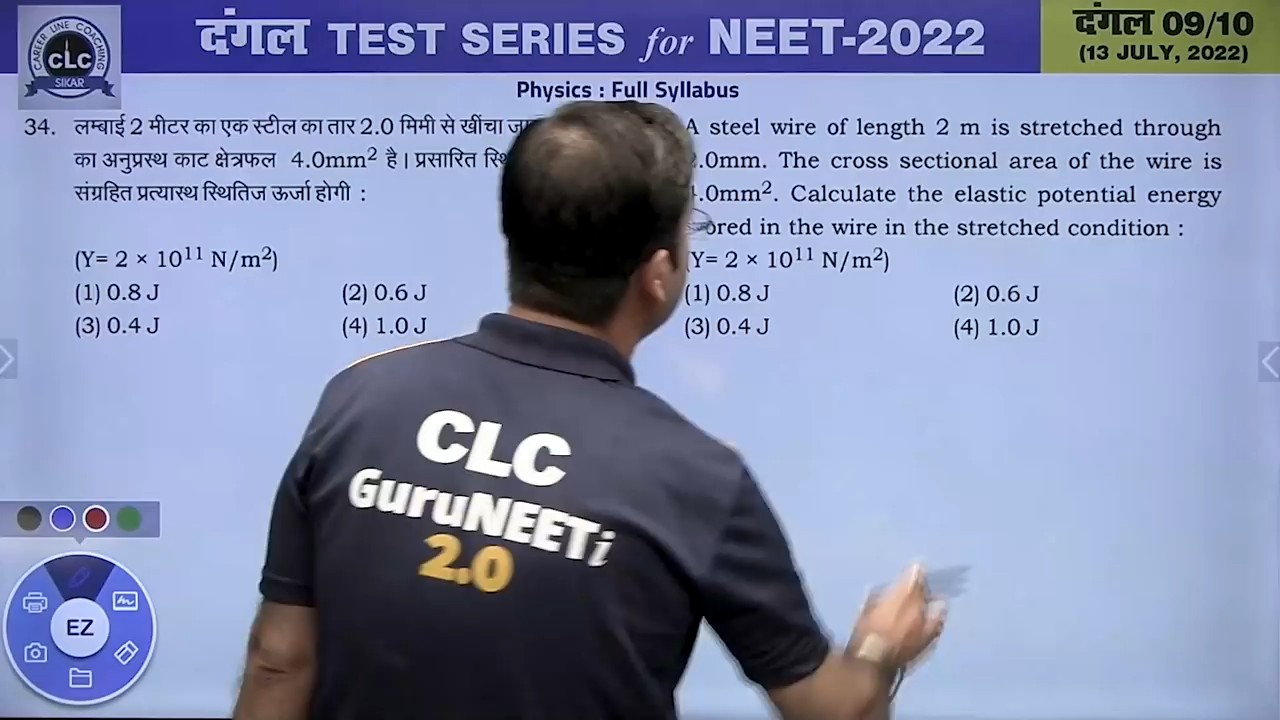 दंगल TEST SERIES for NEET-2022
दंगल 09/10
(13 JULY, 2022)
CAREER LINE COACHING
CLC
SIKAR
Physics : Full Syllabus
34. लम्बाई 2 मीटर का एक स्टील का तार 2.0 मिमी से खींचा
का अनुप्रस्थ काट क्षेत्रफल 4.0mm² है। प्रसारित
संग्रहित प्रत्यास्थ स्थितिज ऊर्जा होगी :
(Y= 2 × 10¹¹ N/m²)
(1) 0.8 J (2) 0.6 J
(3) 0.4 J (4) 1.0 J
A steel wire of length 2 m is stretched through
.0mm. The cross sectional area of the wire is
.0mm². Calculate the elastic potential energy
ored in the wire in the stretched condition :
(Y= 2 × 10¹¹ N/m²)
(1) 0.8 J (2) 0.6 J
(3) 0.4 J (4) 1.0 J
CLC
GuruNEETi
2.0
EZ